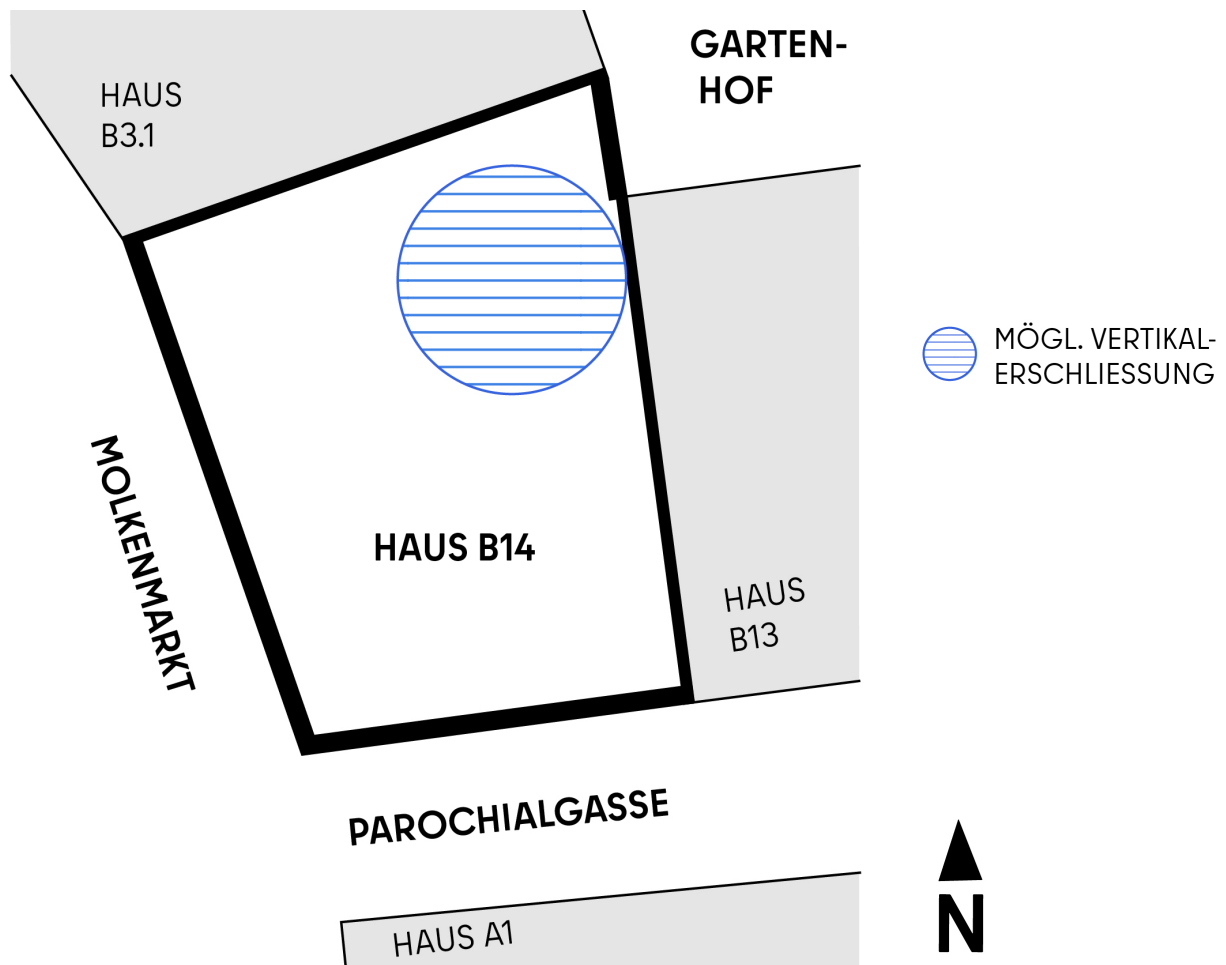 GARTEN-
HOF
HAUS
B3.1
MÖGL. VERTIKAL-
ERSCHLIESSUNG
MOLKENMARKT
HAUS B14
HAUS
B13
PAROCHIALGASSE
HAUS A1
N